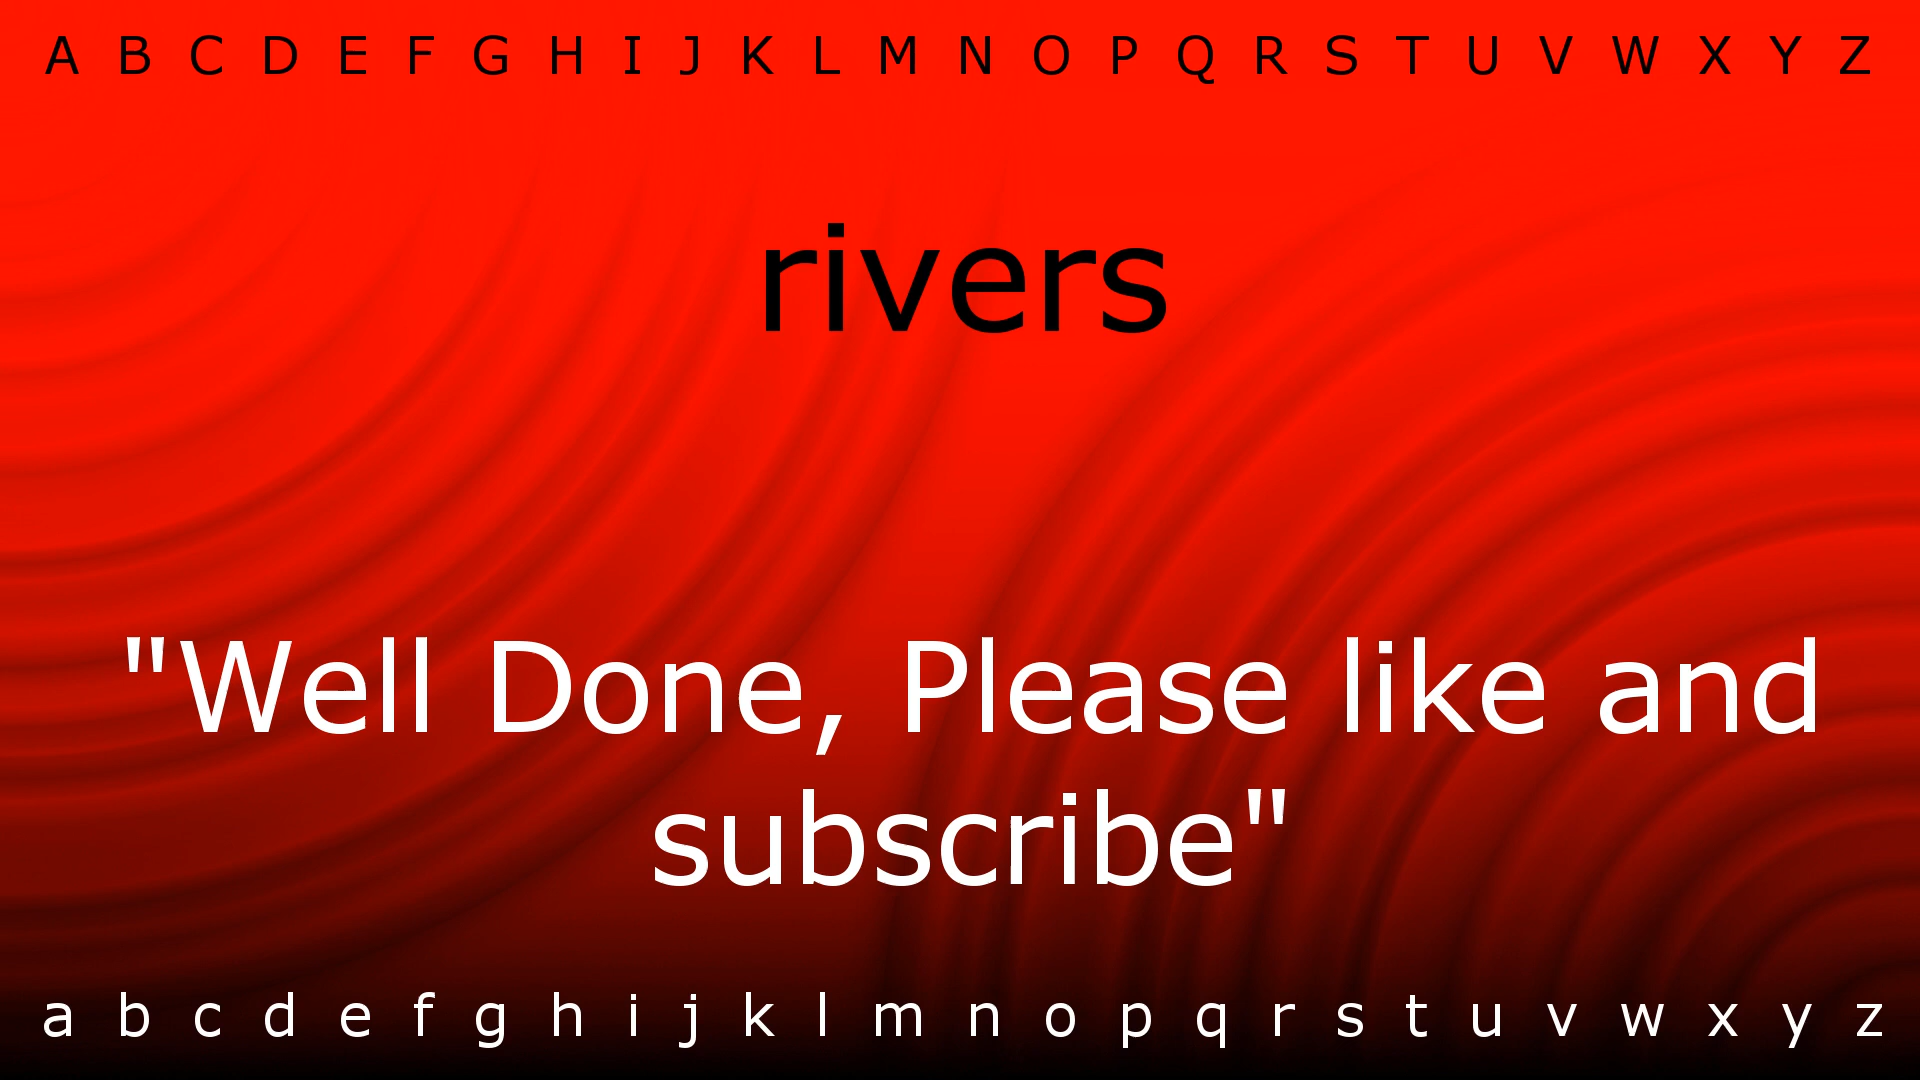 A B C D E F G H I J K L M N O P Q R S T U V W X Y Z
rivers
"Well Done, Please like and
subscribe"
a b c d e f g h i j k l m n o p q r s t u v w x y z